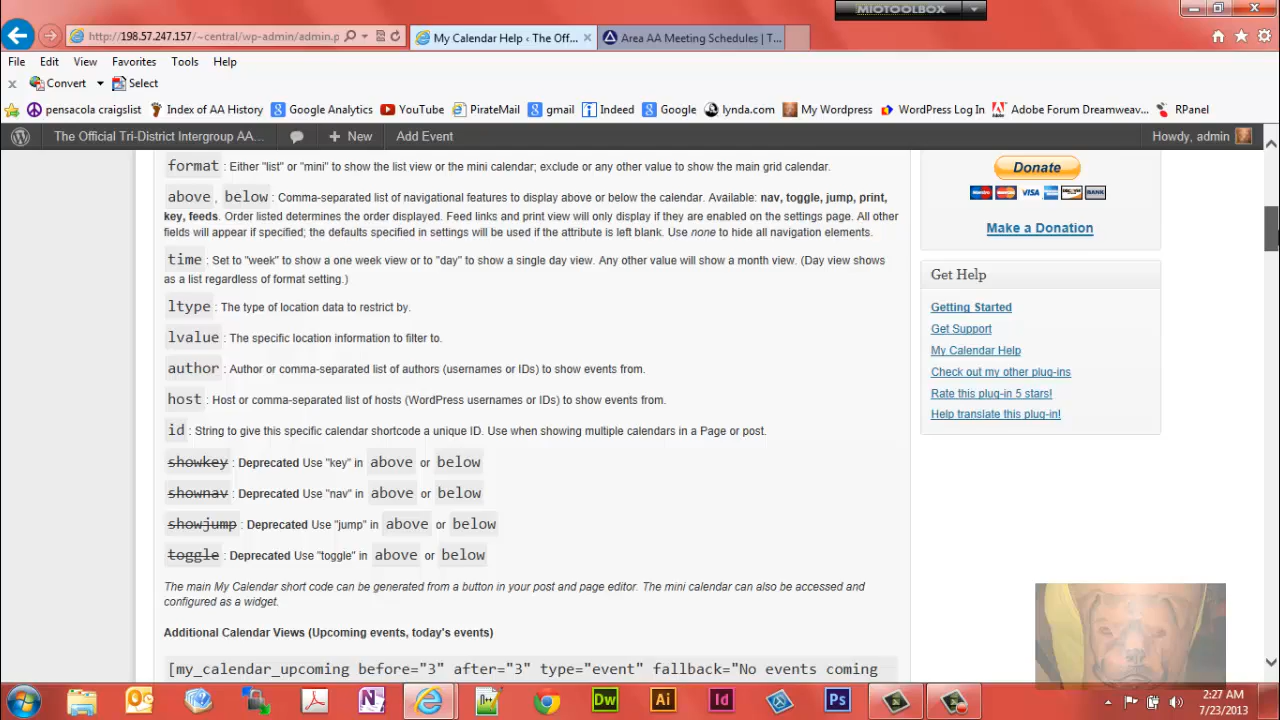 MIOTOOLBOX
http://198.57.247.157/~central/wp-admin/admin.p
My Calendar Help ‹ The Off...
Area AA Meeting Schedules | T...
File Edit View Favorites Tools Help
x Convert Select
pensacola craigslist Index of AA History Google Analytics YouTube PirateMail gmail Indeed Google lynda.com My Wordpress WordPress Log In Adobe Forum Dreamweav... RPanel
The Official Tri-District Intergroup AA... + New Add Event Howdy, admin
format : Either "list" or "mini" to show the list view or the mini calendar; exclude or any other value to show the main grid calendar.
above , below : Comma-separated list of navigational features to display above or below the calendar. Available: nav, toggle, jump, print,
key, feeds. Order listed determines the order displayed. Feed links and print view will only display if they are enabled on the settings page. All other
fields will appear if specified; the defaults specified in settings will be used if the attribute is left blank. Use none to hide all navigation elements.
time : Set to "week" to show a one week view or to "day" to show a single day view. Any other value will show a month view. (Day view shows
as a list regardless of format setting.)
ltype : The type of location data to restrict by.
lvalue : The specific location information to filter to.
author : Author or comma-separated list of authors (usernames or IDs) to show events from.
host : Host or comma-separated list of hosts (WordPress usernames or IDs) to show events from.
id : String to give this specific calendar shortcode a unique ID. Use when showing multiple calendars in a Page or post.
showkey : Deprecated Use "key" in above or below
shownav : Deprecated Use "nav" in above or below
showjump : Deprecated Use "jump" in above or below
toggle : Deprecated Use "toggle" in above or below
The main My Calendar short code can be generated from a button in your post and page editor. The mini calendar can also be accessed and
configured as a widget.
Additional Calendar Views (Upcoming events, today's events)
[my_calendar_upcoming before="3" after="3" type="event" fallback="No events coming
Donate
VISA
DISCOVER
BANK
Make a Donation
Get Help
Getting Started
Get Support
My Calendar Help
Check out my other plug-ins
Rate this plug-in 5 stars!
Help translate this plug-in!
Dw Ai Id Ps
2:27 AM
7/23/2013